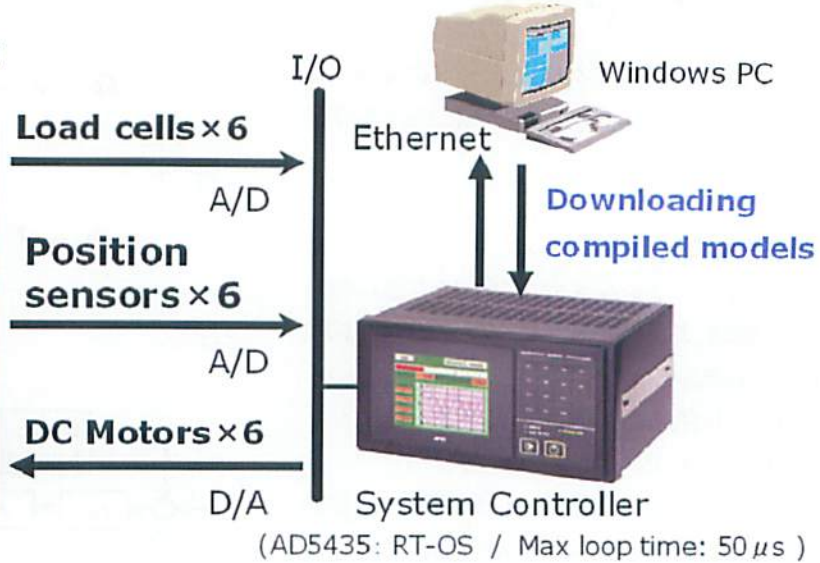 I/O
Windows PC
Load cells×6
Ethernet
A/D
Downloading
compiled models
Position
sensors×6
A/D
DC Motors×6
D/A
System Controller
(AD5435: RT-OS / Max loop time: 50μs)